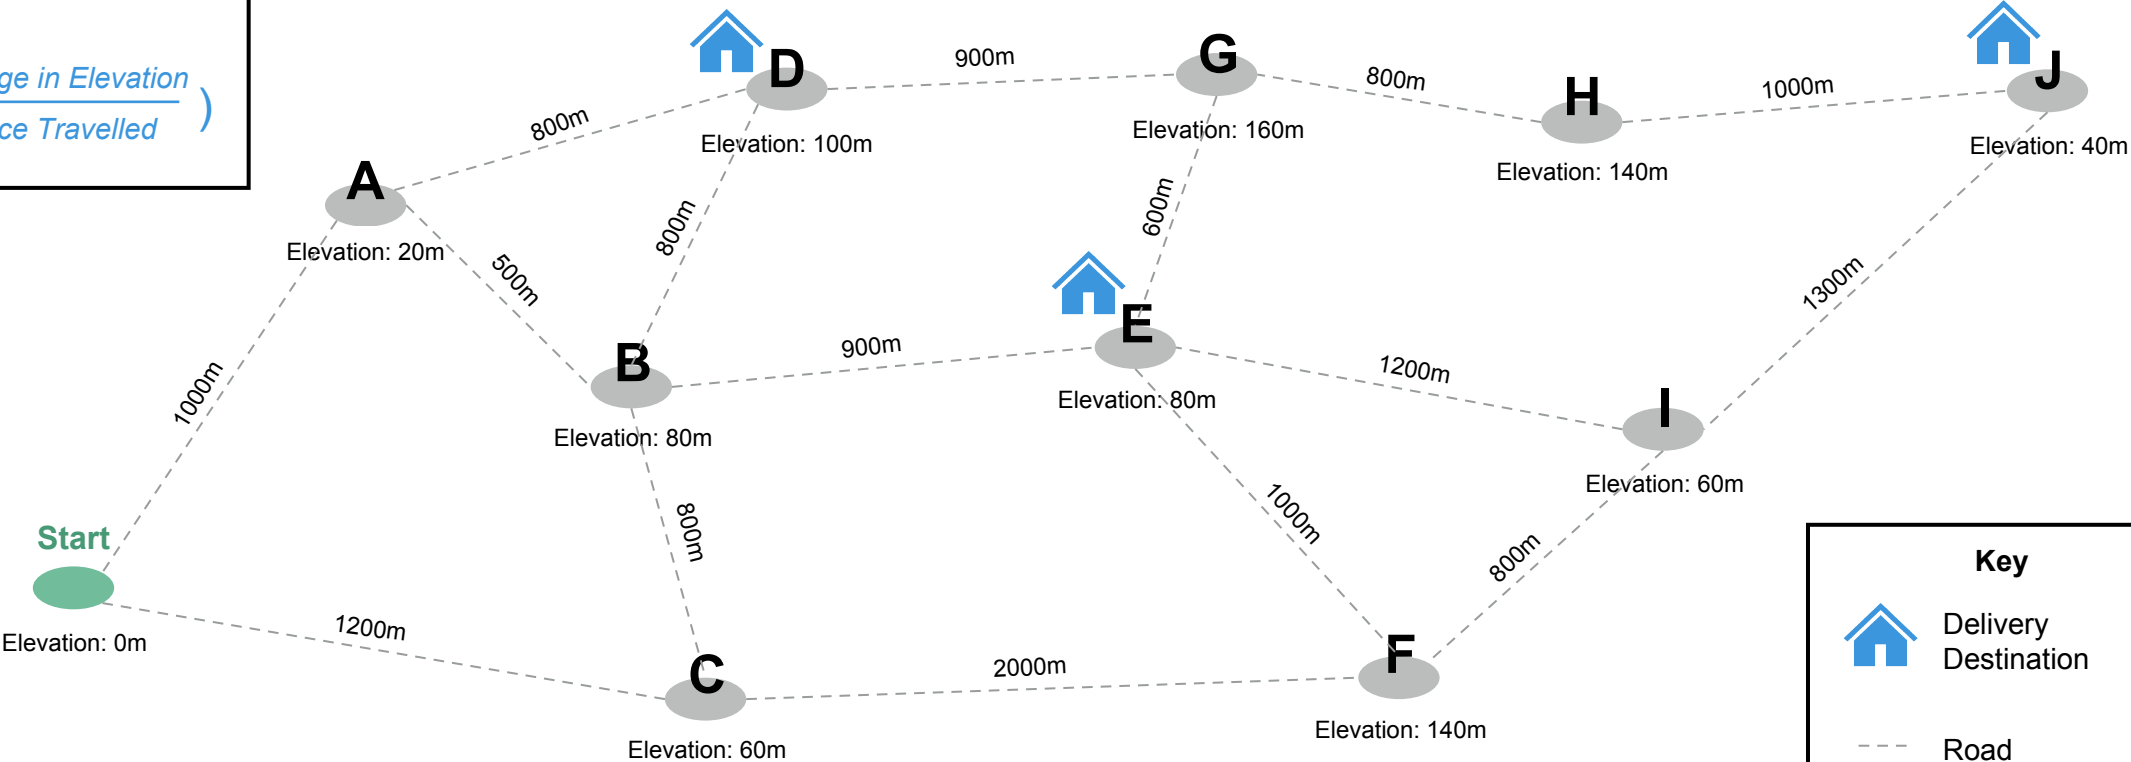 ge in Elevation
ce Travelled
)
D
900m
G
800m
H
1000m
J
Elevation: 100m
Elevation: 160m
Elevation: 140m
Elevation: 40m
800m
A
Elevation: 20m
800m
600m
500m
E
900m
Elevation: 80m
B
Elevation: 80m
1200m
1300m
I
Elevation: 60m
1000m
Start
Elevation: 0m
1200m
800m
C
Elevation: 60m
2000m
1000m
800m
F
Elevation: 140m
Key
Delivery
Destination
Road